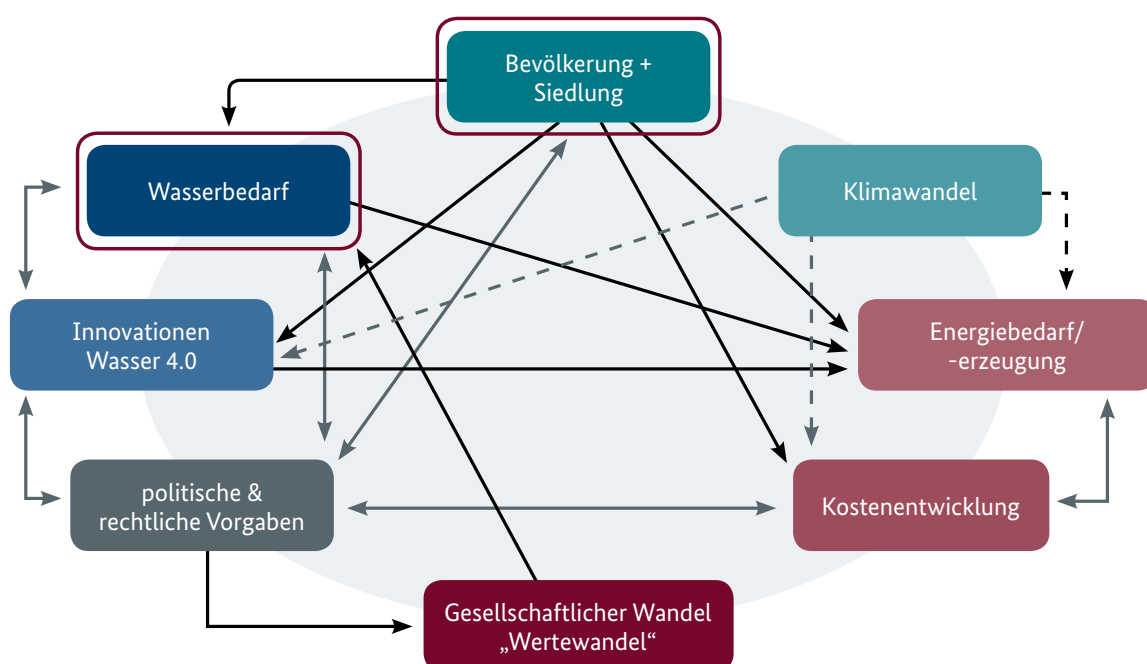 Bevölkerung +
Siedlung
Wasserbedarf
Klimawandel
Innovationen
Wasser 4.0
Energiebedarf/
-erzeugung
politische &
rechtliche Vorgaben
Kostenentwicklung
Gesellschaftlicher Wandel
„Wertewandel“